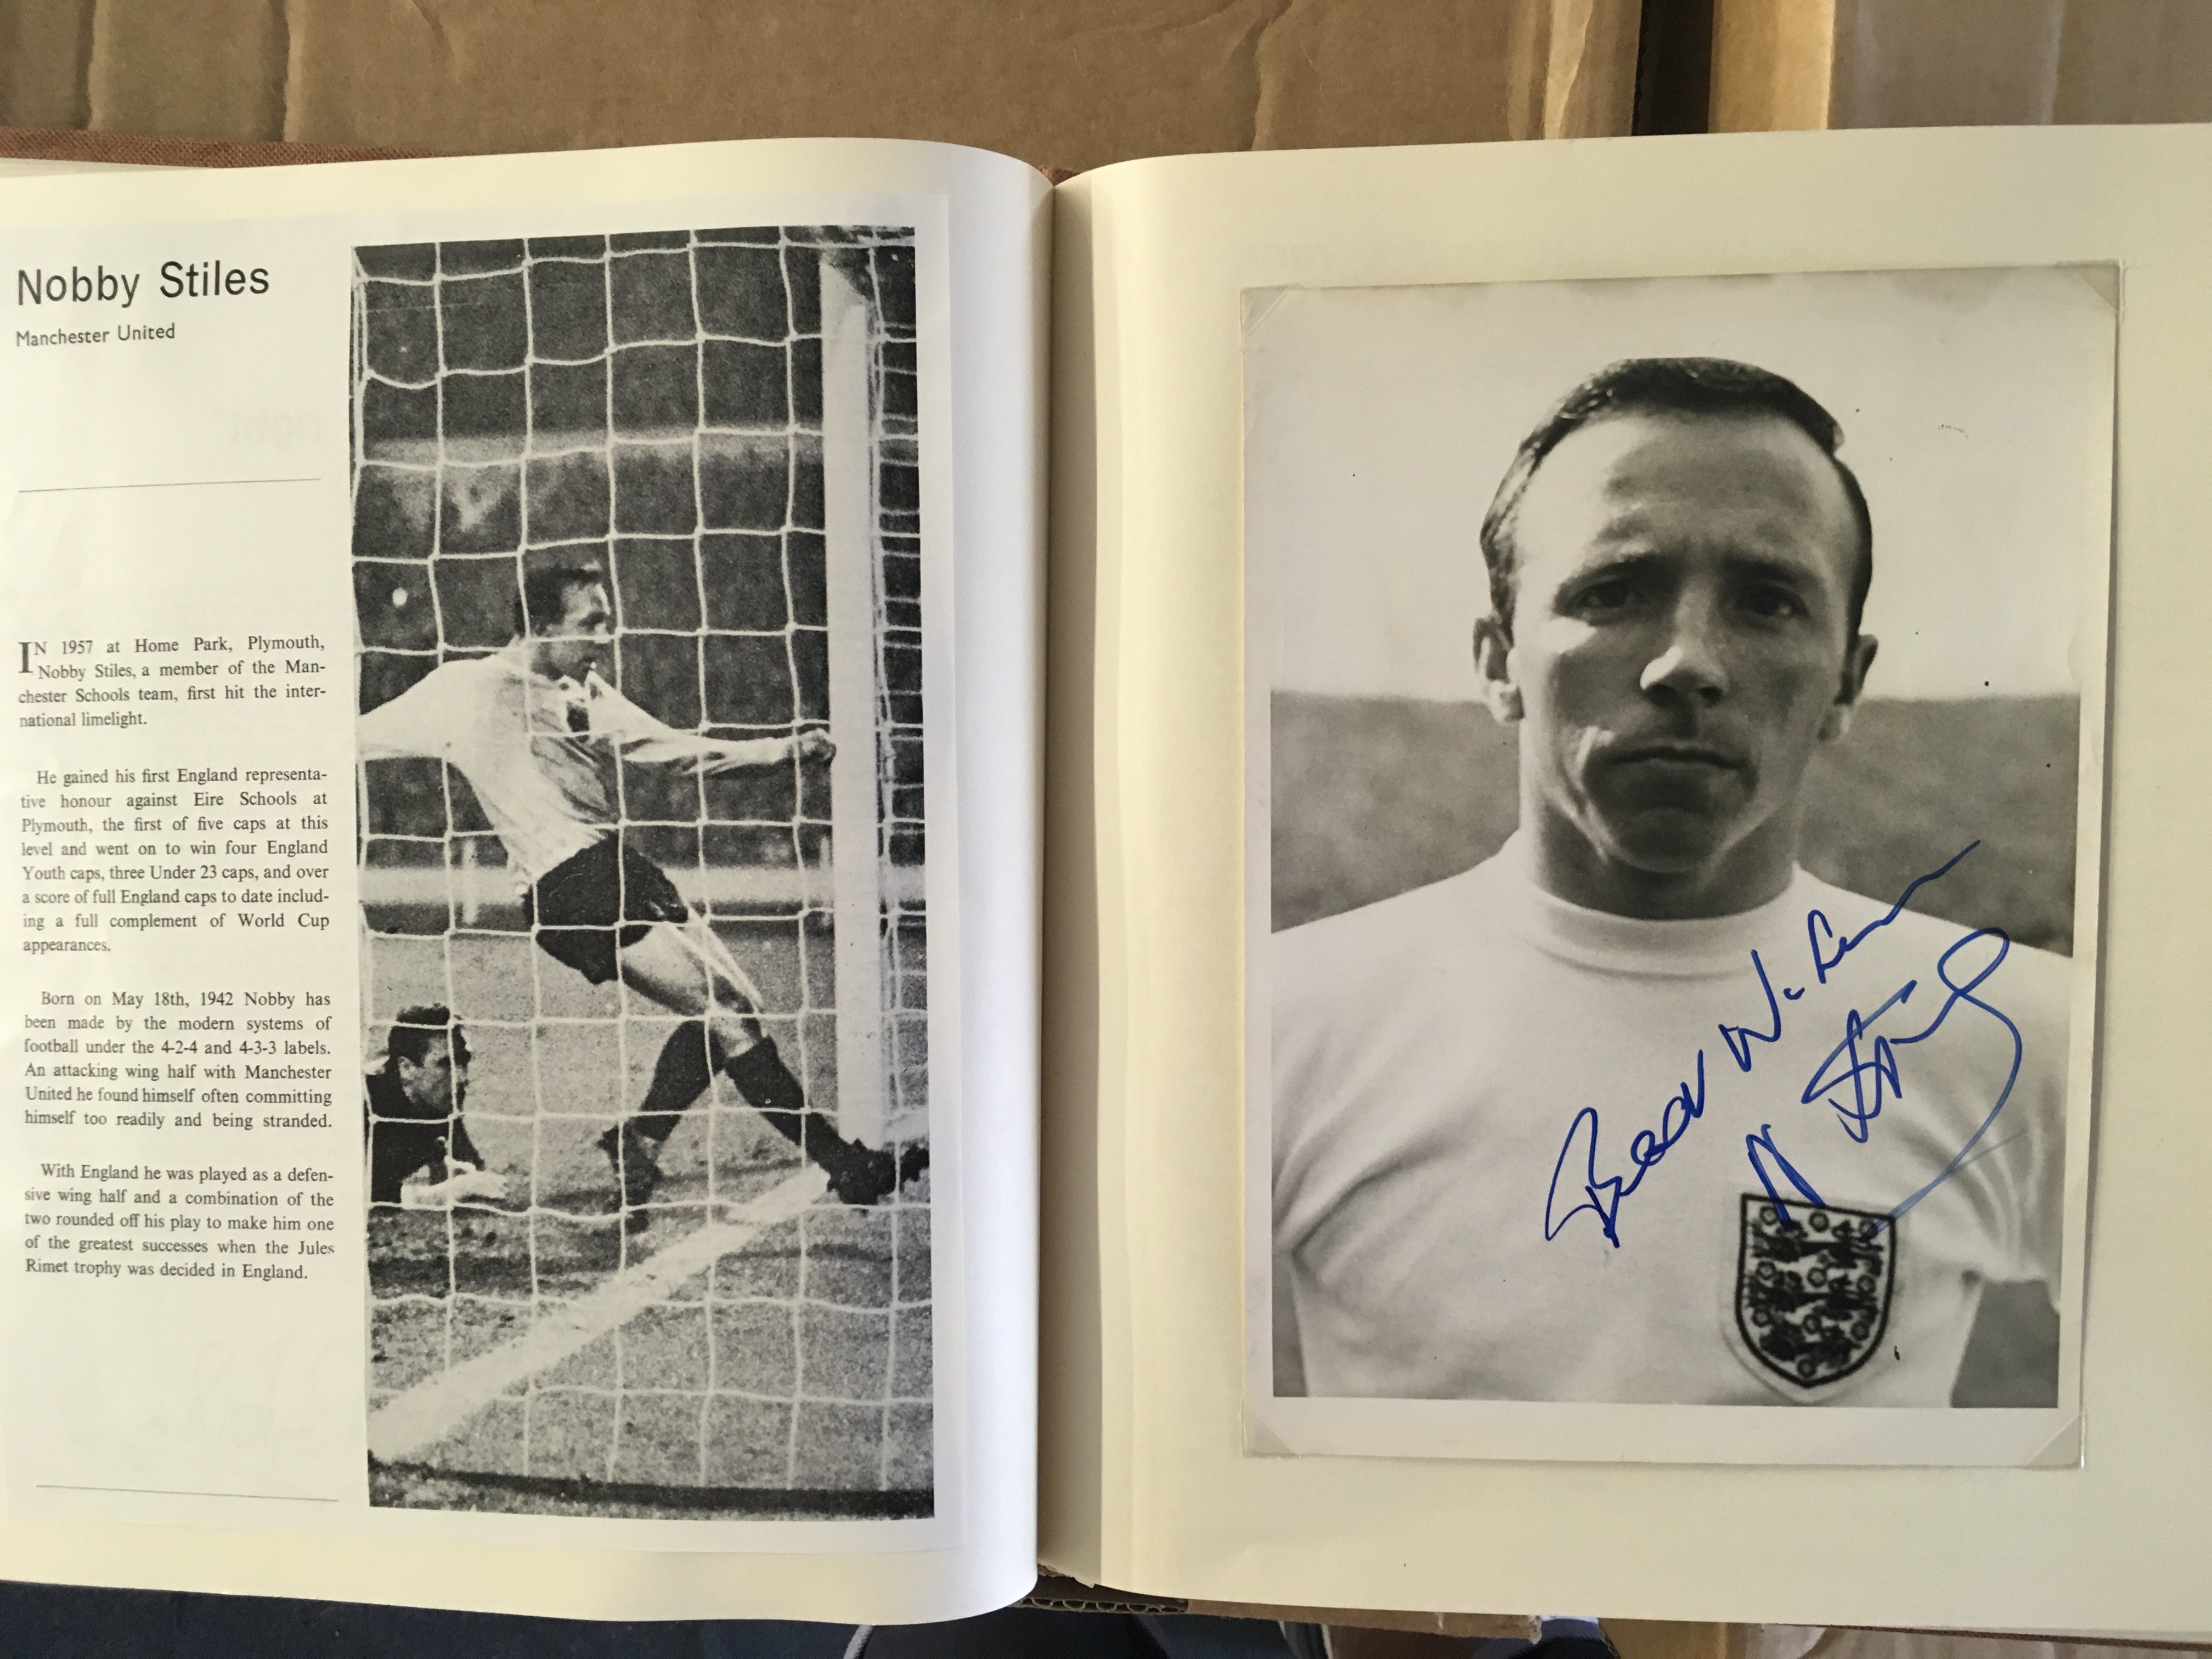 Nobby Stiles
Manchester United
IN 1957 at Home Park, Plymouth,
Nobby Stiles, a member of the Man-
chester Schools team, first hit the inter-
national limelight.
He gained his first England representa-
tive honour against Eire Schools at
Plymouth, the first of five caps at this
level and went on to win four England
Youth caps, three Under 23 caps, and over
a score of full England caps to date includ-
ing a full complement of World Cup
appearances.
Born on May 18th, 1942 Nobby has
been made by the modern systems of
football under the 4-2-4 and 4-3-3 labels.
An attacking wing half with Manchester
United he found himself often committing
himself too readily and being stranded.
With England he was played as a defen-
sive wing half and a combination of the
two rounded off his play to make him one
of the greatest successes when the Jules
Rimet trophy was decided in England.
Best Wishes
N Stiles